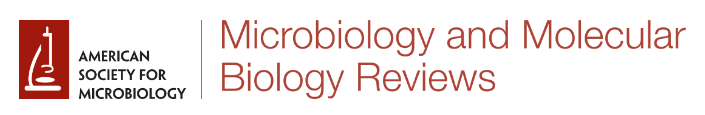 AMERICAN
SOCIETY FOR
MICROBIOLOGY
Microbiology and Molecular
Biology Reviews